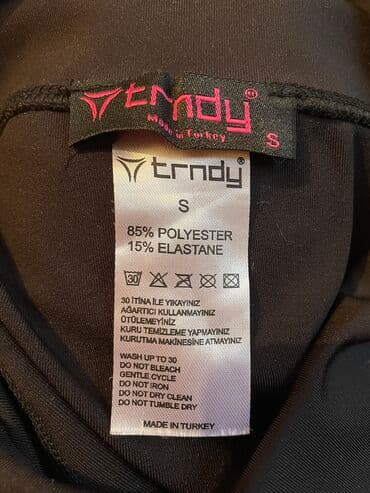 trndy
Made in Turkey
S
trndy
S
85% POLYESTER
15% ELASTANE
30
30 İTİNA İLE YIKAYINIZ
AĞARTICI KULLANMAYINIZ
ÜTÜLEMEYİNİZ
KURU TEMİZLEME YAPMAYINIZ
KURUTMA MAKİNESİNE ATMAYINIZ
WASH UP TO 30
DO NOT BLEACH
GENTLE CYCLE
DO NOT IRON
DO NOT DRY CLEAN
DO NOT TUMBLE DRY
MADE IN TURKEY